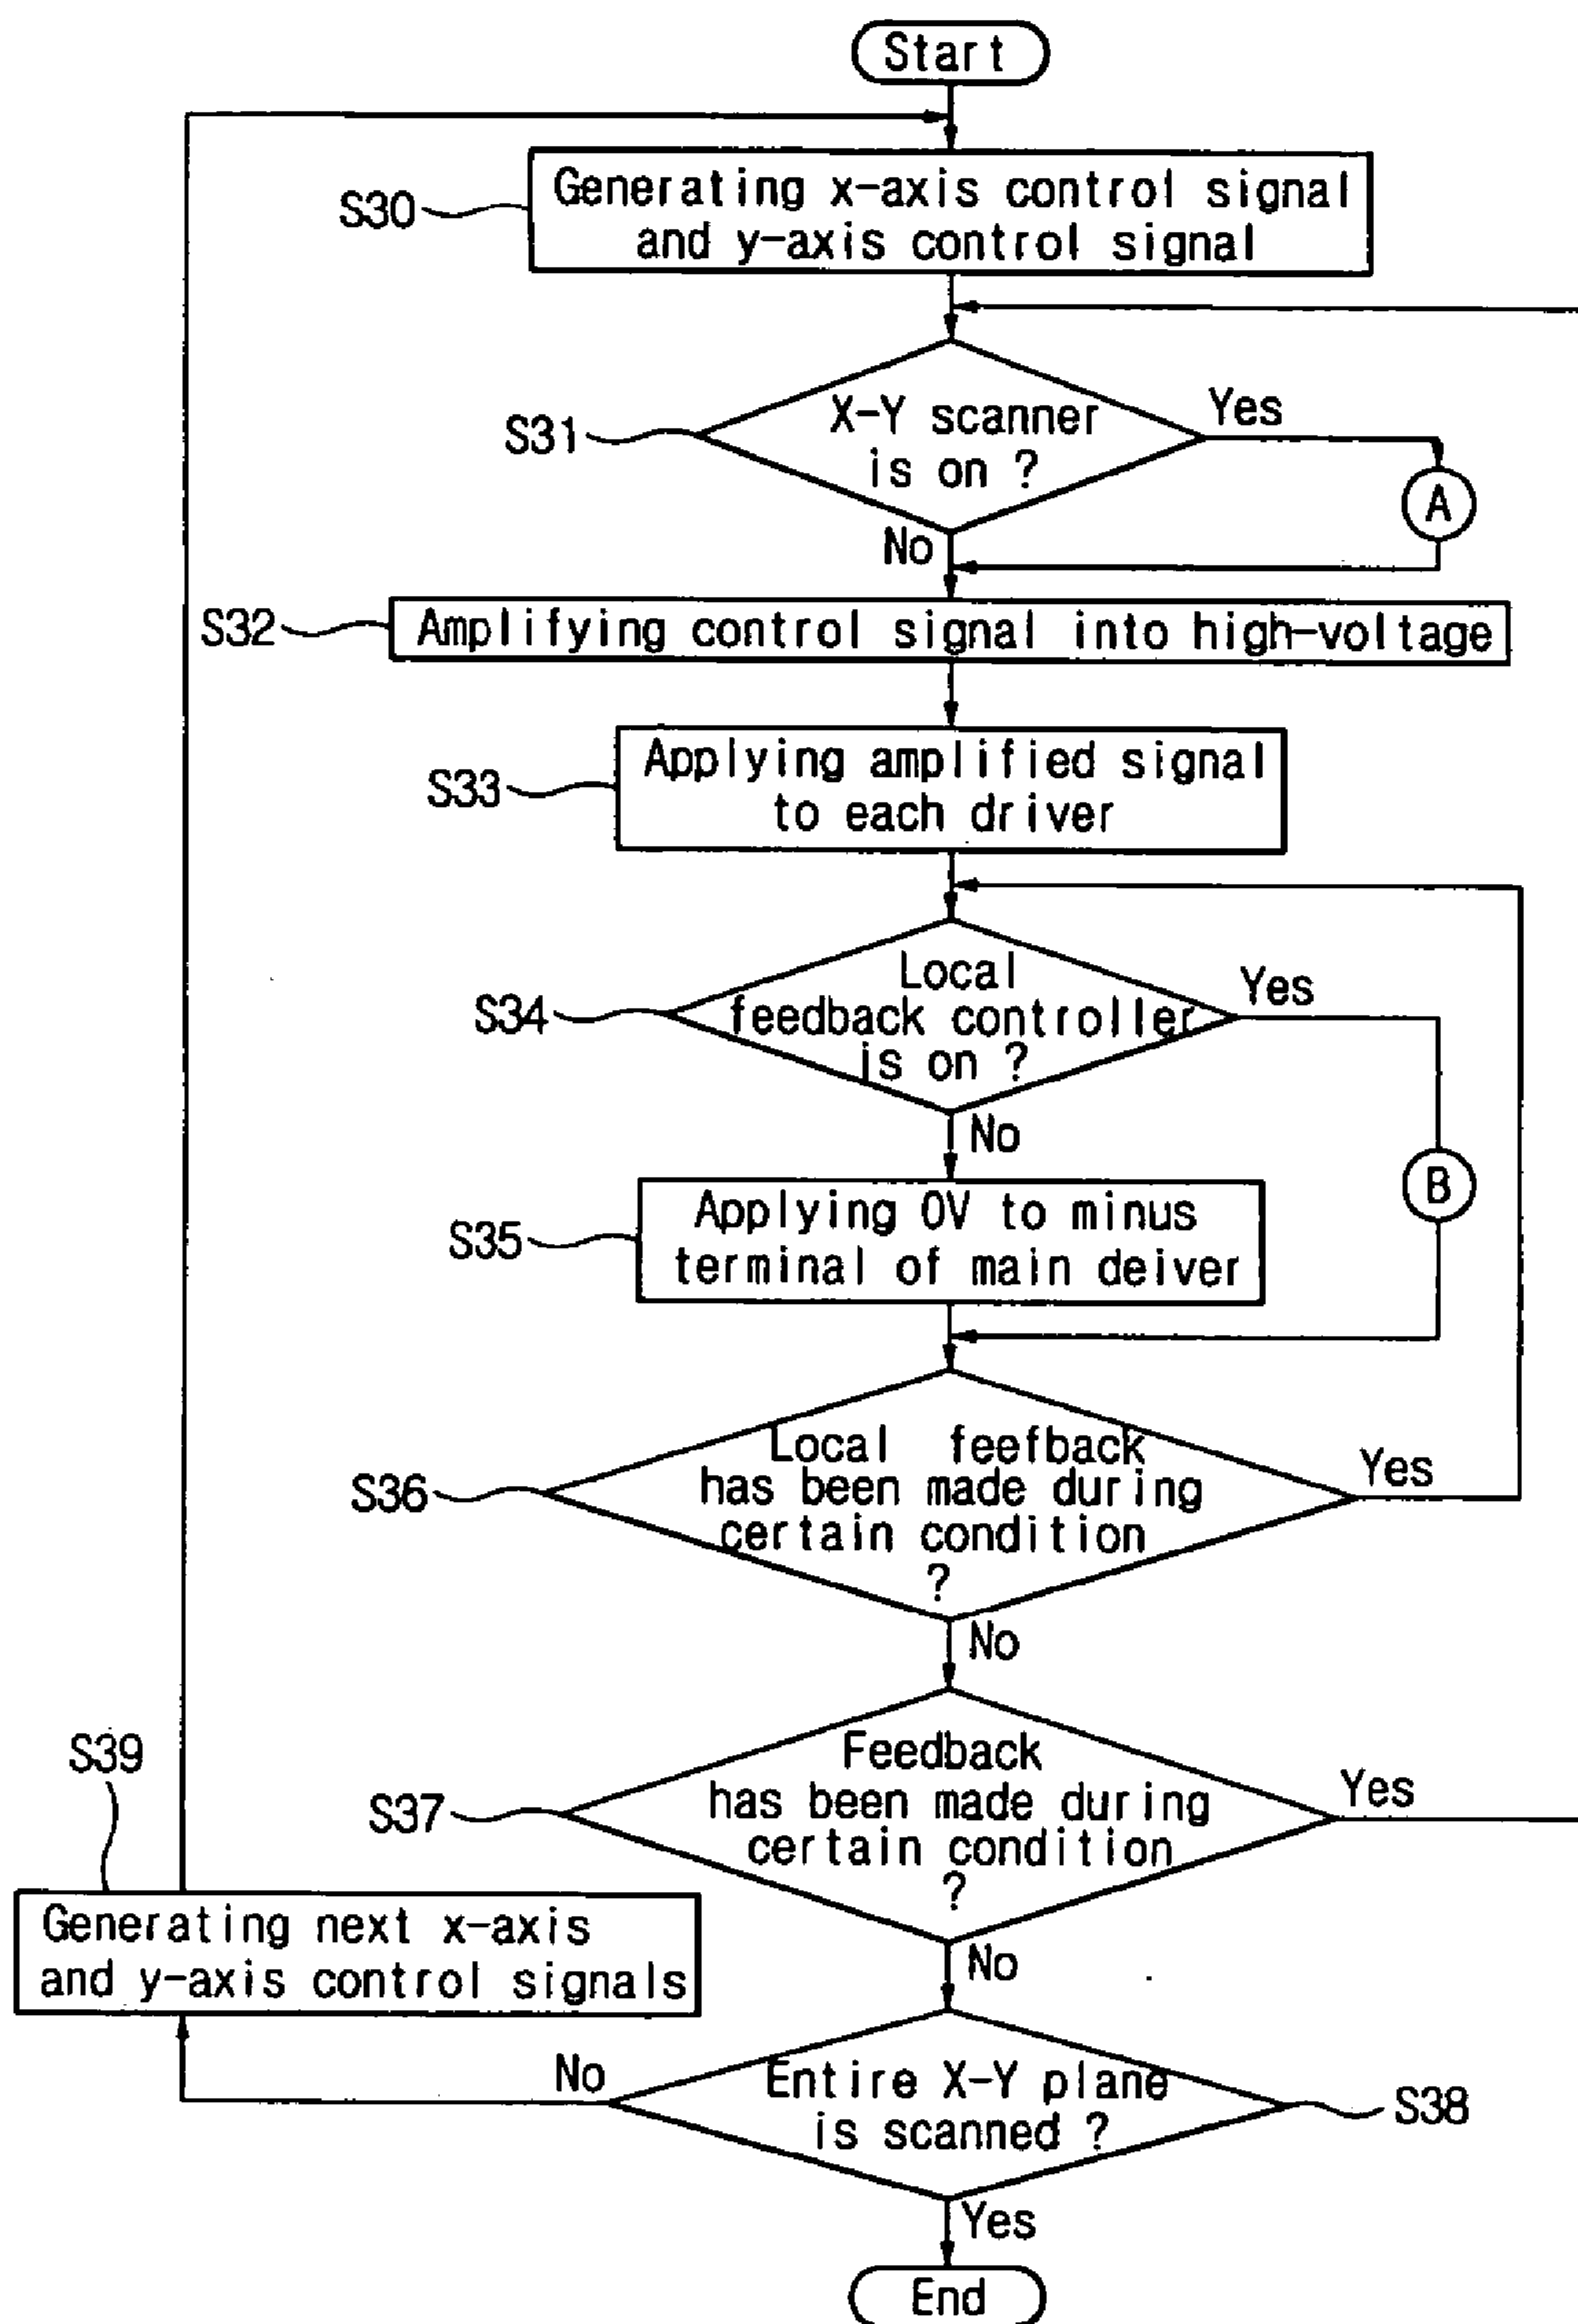 Start
S30
Generating x-axis control signal
and y-axis control signal
S31
X-Y scanner
is on ?
Yes
A
No
S32
Amplifying control signal into high-voltage
S33
Applying amplified signal
to each driver
S34
Local
feedback controller
is on ?
Yes
No
B
S35
Applying 0V to minus
terminal of main deiver
S36
Local feefback
has been made during
certain condition
?
Yes
No
S37
Feedback
has been made during
certain condition
?
Yes
No
S39
Generating next x-axis
and y-axis control signals
S38
Entire X-Y plane
is scanned ?
No
Yes
End